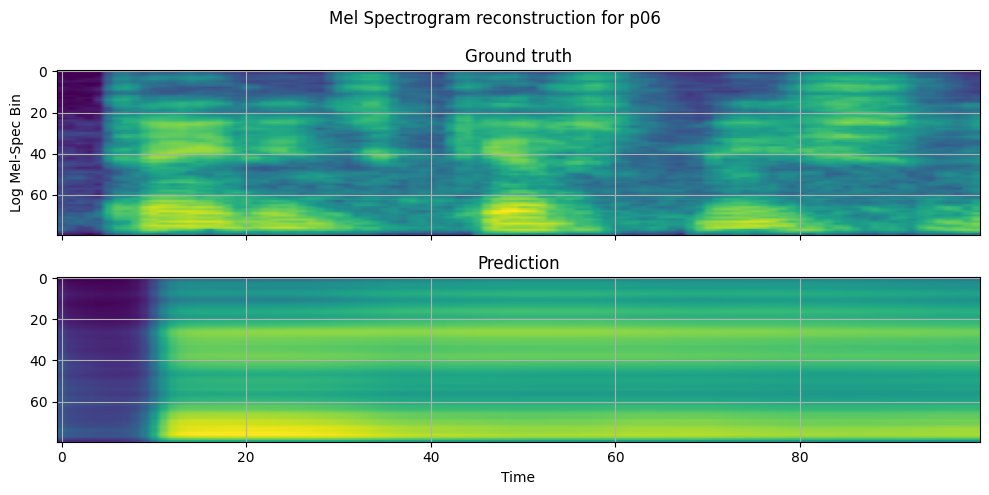 Mel Spectrogram reconstruction for p06
Ground truth
0
20
40
60
Log Mel-Spec Bin
Prediction
0
20
40
60
0 20 40 60 80
Time